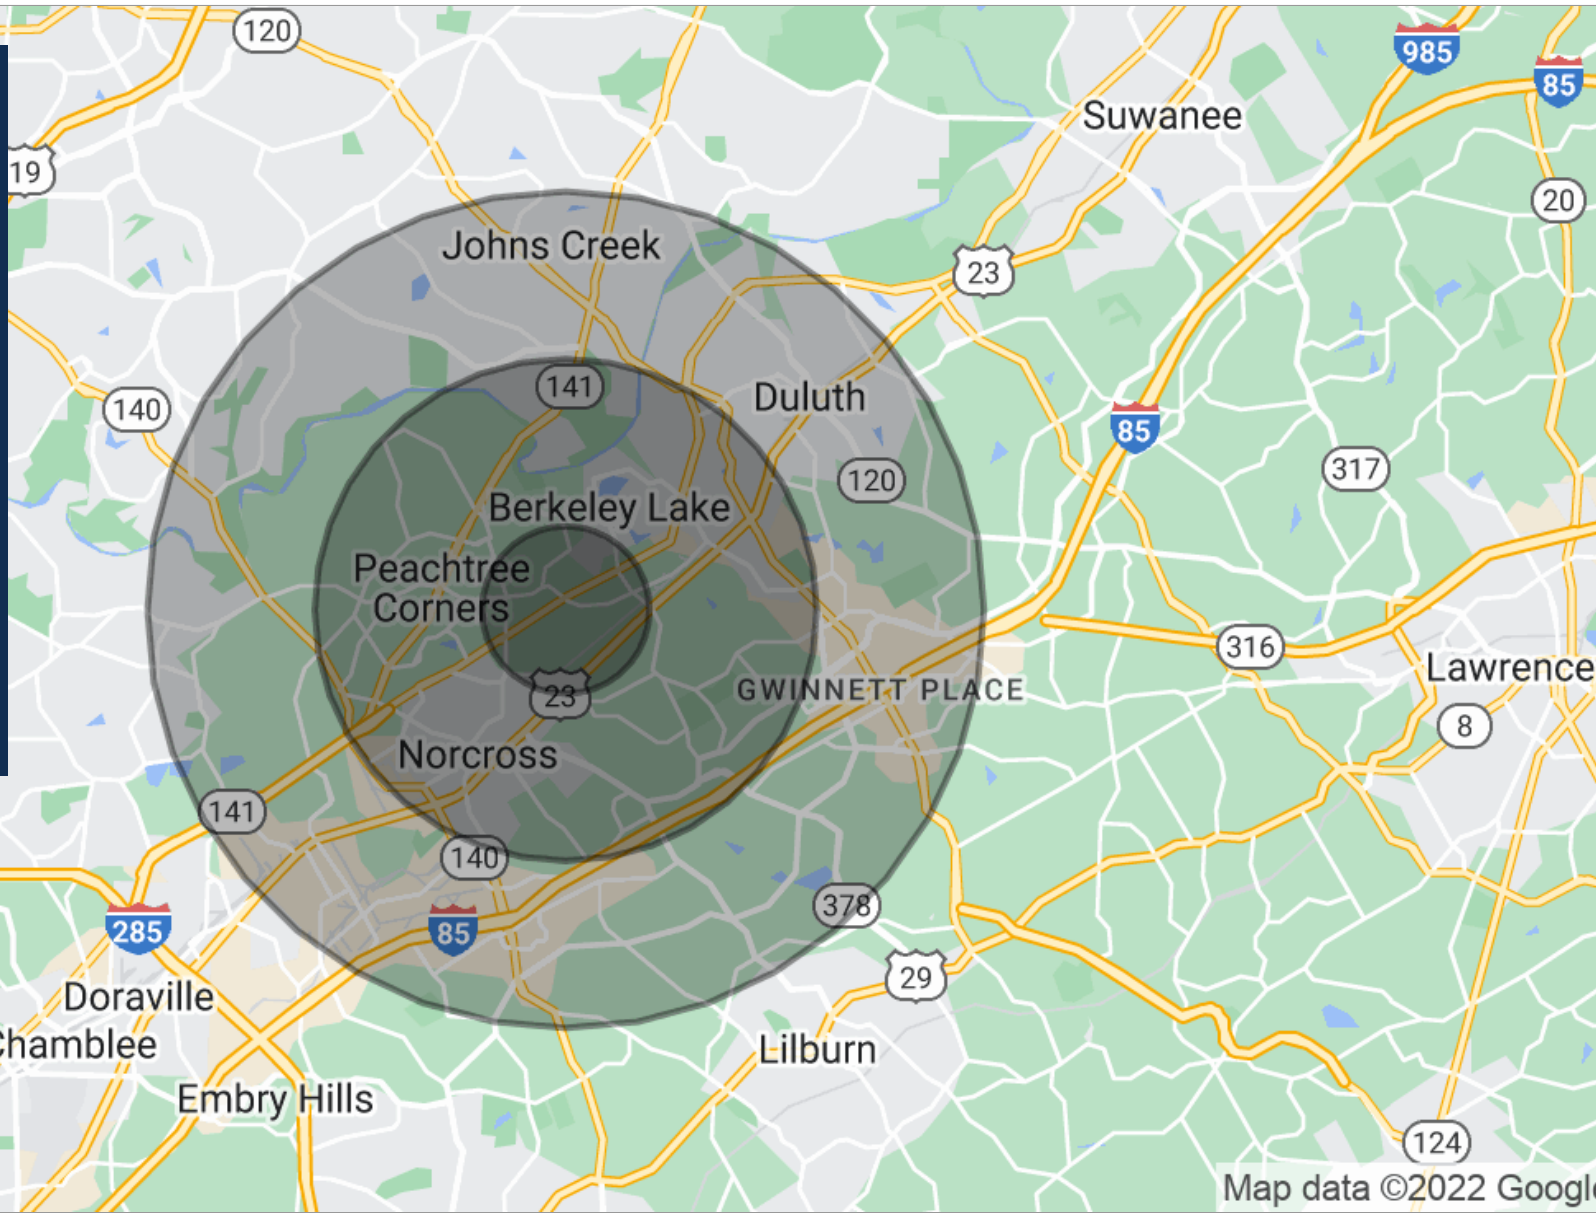 120
985
85
Suwanee
19
20
Johns Creek
23
141
Duluth
140
85
120
317
Berkeley Lake
Peachtree
Corners
316
Lawrence
GWINNETT PLACE
23
8
Norcross
141
140
378
285
85
29
Doraville
Chamblee
Lilburn
Embry Hills
124
Map data ©2022 Google